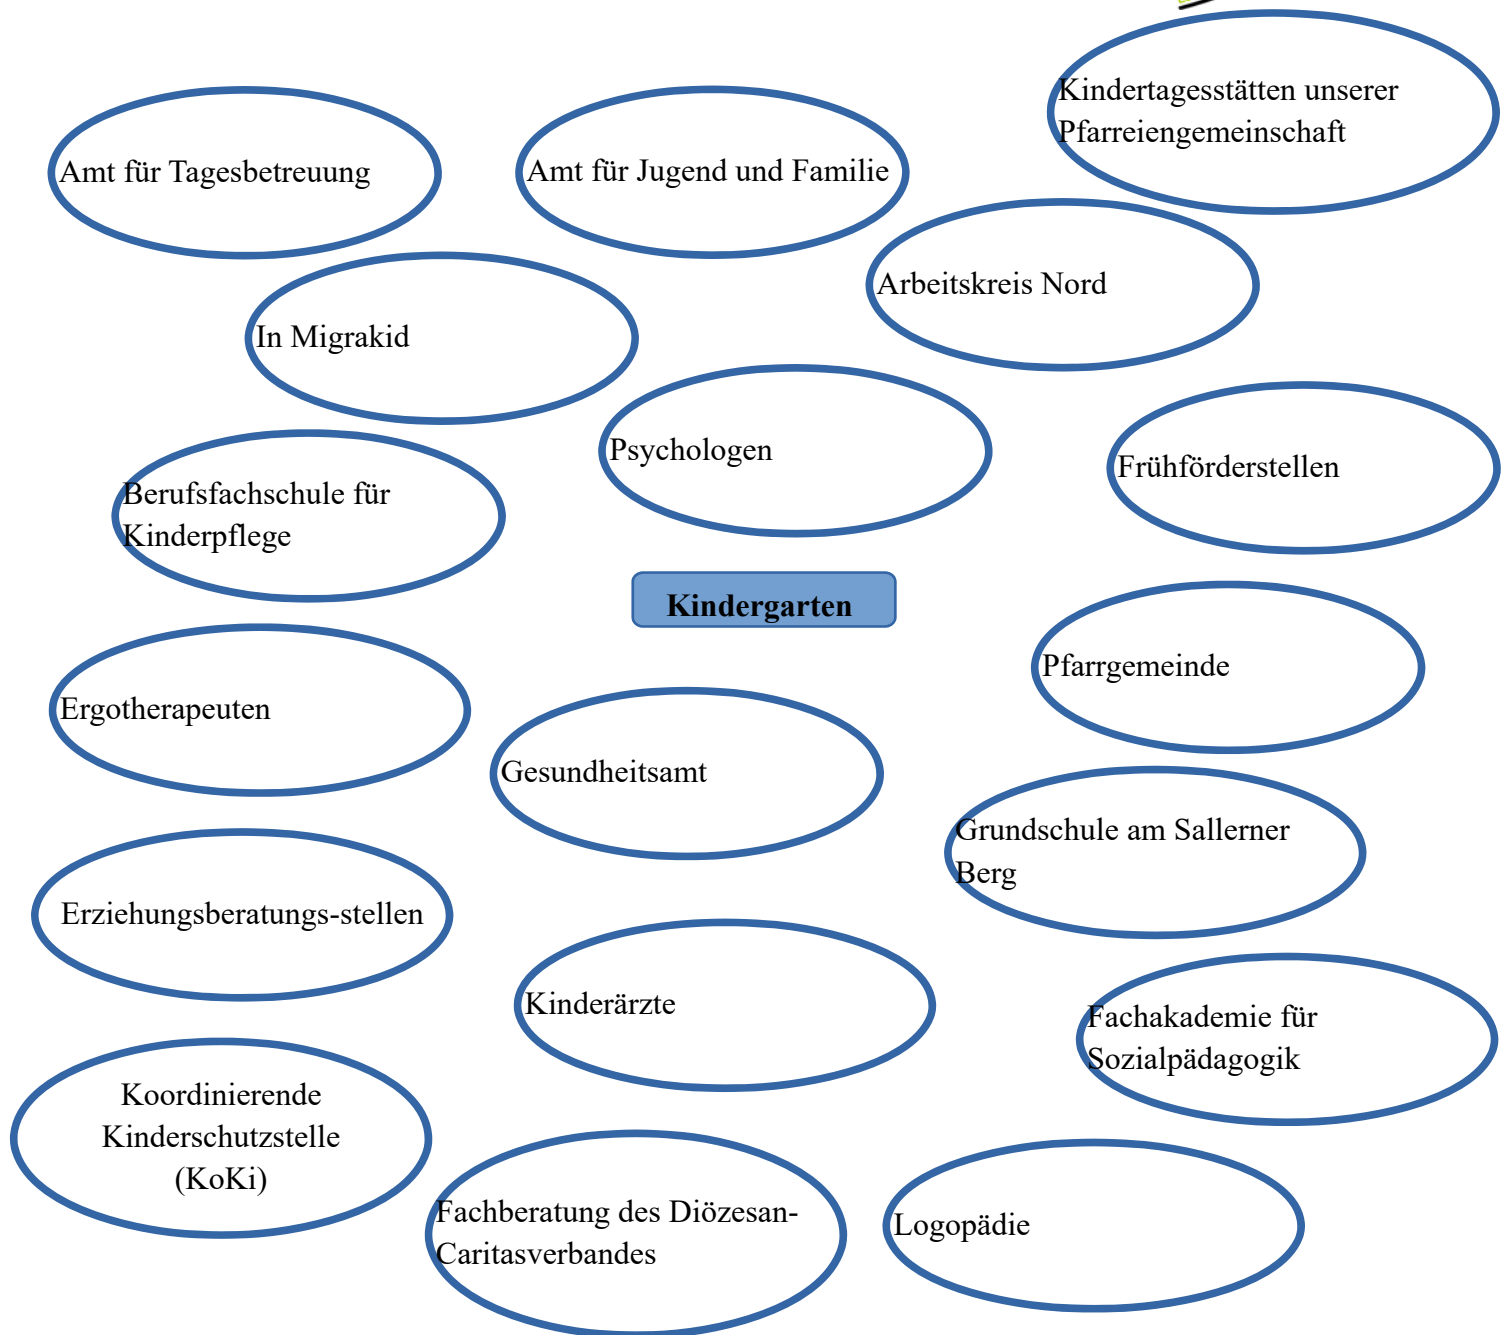 Kindertagesstätten unserer
Pfarreiengemeinschaft
Amt für Tagesbetreuung
Amt für Jugend und Familie
Arbeitskreis Nord
In Migrakid
Psychologen
Frühförderstellen
Berufsfachschule für
Kinderpflege
Kindergarten
Pfarrgemeinde
Ergotherapeuten
Gesundheitsamt
Grundschule am Sallerner
Berg
Erziehungsberatungs-stellen
Kinderärzte
Fachakademie für
Sozialpädagogik
Koordinierende
Kinderschutzstelle
(KoKi)
Fachberatung des Diözesan-
Caritasverbandes
Logopädie